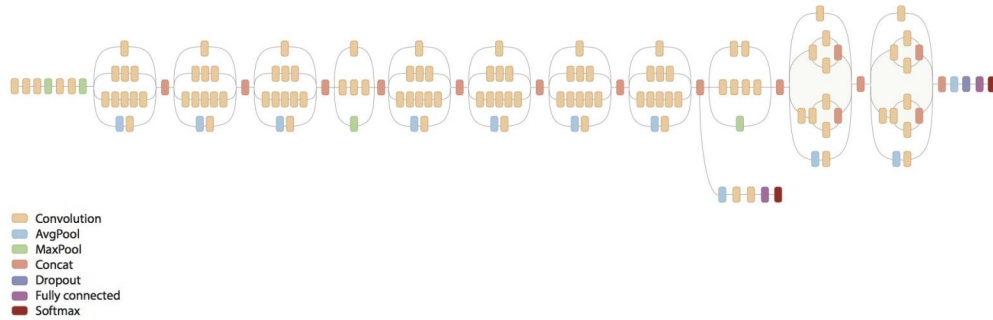 Convolution
AvgPool
MaxPool
Concat
Dropout
Fully connected
Softmax